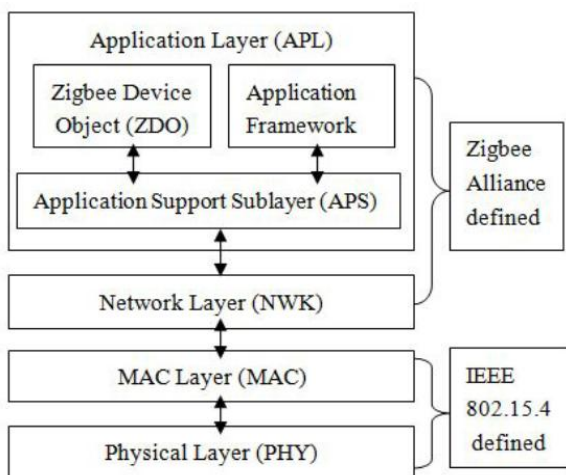 Application Layer (APL)
Zigbee Device
Object (ZDO)
Application
Framework
Application Support Sublayer (APS)
Network Layer (NWK)
MAC Layer (MAC)
Physical Layer (PHY)
Zigbee
Alliance
defined
IEEE
802.15.4
defined